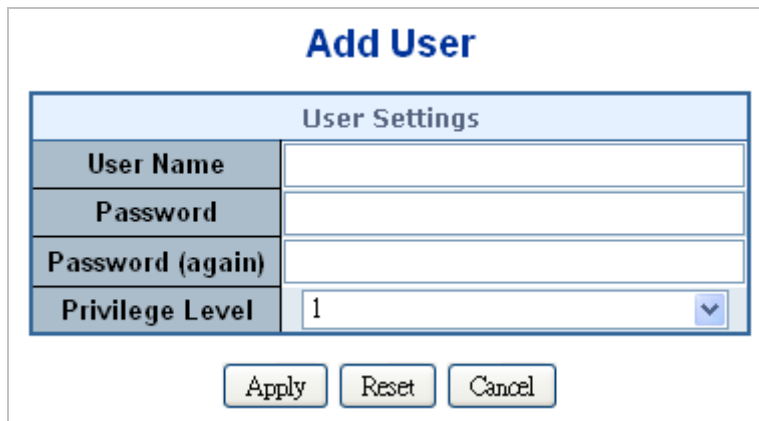 Add User
User Settings
User Name
Password
Password (again)
Privilege Level 1
Apply Reset Cancel